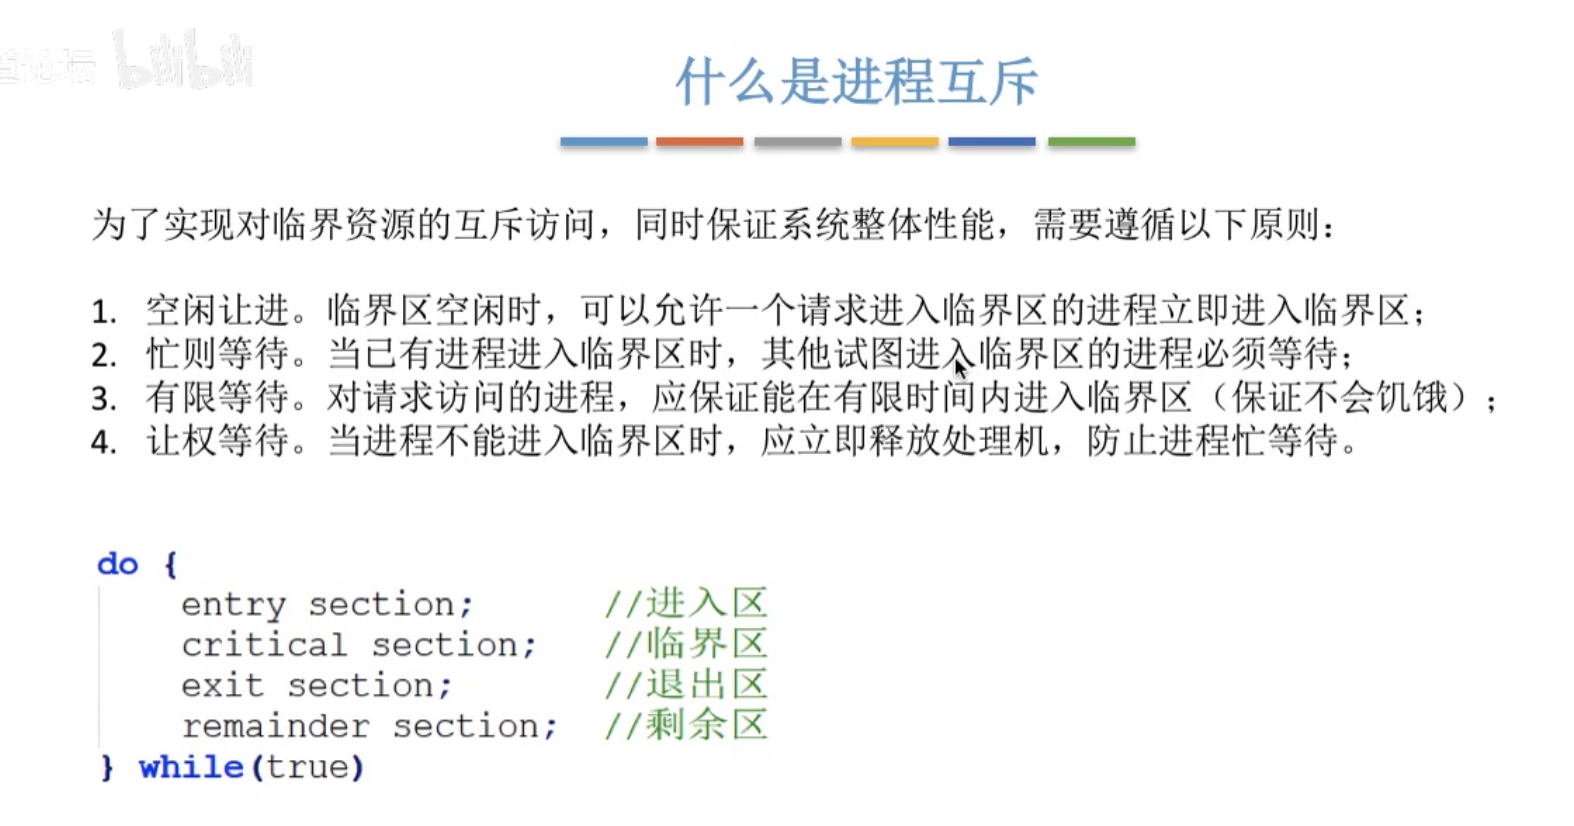 道论坛 bilibili
什么是进程互斥
为了实现对临界资源的互斥访问，同时保证系统整体性能，需要遵循以下原则：
1. 空闲让进。临界区空闲时，可以允许一个请求进入临界区的进程立即进入临界区；
2. 忙则等待。当已有进程进入临界区时，其他试图进入临界区的进程必须等待；
3. 有限等待。对请求访问的进程，应保证能在有限时间内进入临界区（保证不会饥饿）；
4. 让权等待。当进程不能进入临界区时，应立即释放处理机，防止进程忙等待。
do {
entry section; //进入区
critical section; //临界区
exit section; //退出区
remainder section; //剩余区
} while(true)